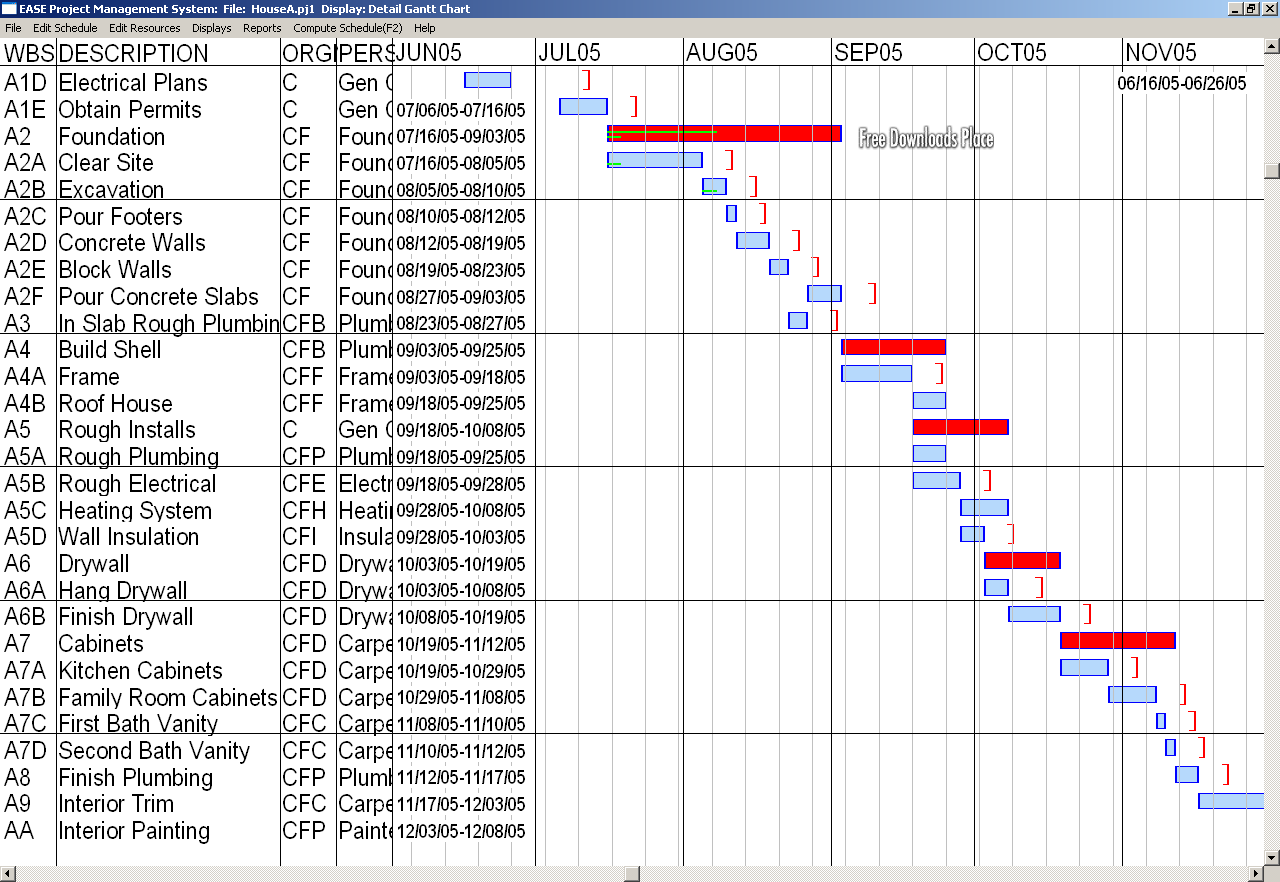 EASE Project Management System: File: HouseA.pj1 Display: Detail Gantt Chart
File Edit Schedule Edit Resources Displays Reports Compute Schedule(F2) Help
WBS DESCRIPTION ORG PERS JUN05 JUL05 AUG05 SEP05 OCT05 NOV05
A1D Electrical Plans C Gen 06/16/05-06/26/05
A1E Obtain Permits C Gen 07/06/05-07/16/05
A2 Foundation CF Foun 07/16/05-09/03/05 Free Downloads Place
A2A Clear Site CF Foun 07/16/05-08/05/05
A2B Excavation CF Foun 08/05/05-08/10/05
A2C Pour Footers CF Foun 08/10/05-08/12/05
A2D Concrete Walls CF Foun 08/12/05-08/19/05
A2E Block Walls CF Foun 08/19/05-08/23/05
A2F Pour Concrete Slabs CF Foun 08/27/05-09/03/05
A3 In Slab Rough Plumbin CFB Plum 08/23/05-08/27/05
A4 Build Shell CFB Plum 09/03/05-09/25/05
A4A Frame CFF Frame 09/03/05-09/18/05
A4B Roof House CFF Frame 09/18/05-09/25/05
A5 Rough Installs C Gen 09/18/05-10/08/05
A5A Rough Plumbing CFP Plum 09/18/05-09/25/05
A5B Rough Electrical CFE Electr 09/18/05-09/28/05
A5C Heating System CFH Heati 09/28/05-10/08/05
A5D Wall Insulation CFI Insula 09/28/05-10/03/05
A6 Drywall CFD Drywa 10/03/05-10/19/05
A6A Hang Drywall CFD Drywa 10/03/05-10/08/05
A6B Finish Drywall CFD Drywa 10/08/05-10/19/05
A7 Cabinets CFD Carpe 10/19/05-11/12/05
A7A Kitchen Cabinets CFD Carpe 10/19/05-10/29/05
A7B Family Room Cabinets CFD Carpe 10/29/05-11/08/05
A7C First Bath Vanity CFC Carpe 11/08/05-11/10/05
A7D Second Bath Vanity CFC Carpe 11/10/05-11/12/05
A8 Finish Plumbing CFP Plum 11/12/05-11/17/05
A9 Interior Trim CFC Carpe 11/17/05-12/03/05
AA Interior Painting CFP Painte 12/03/05-12/08/05